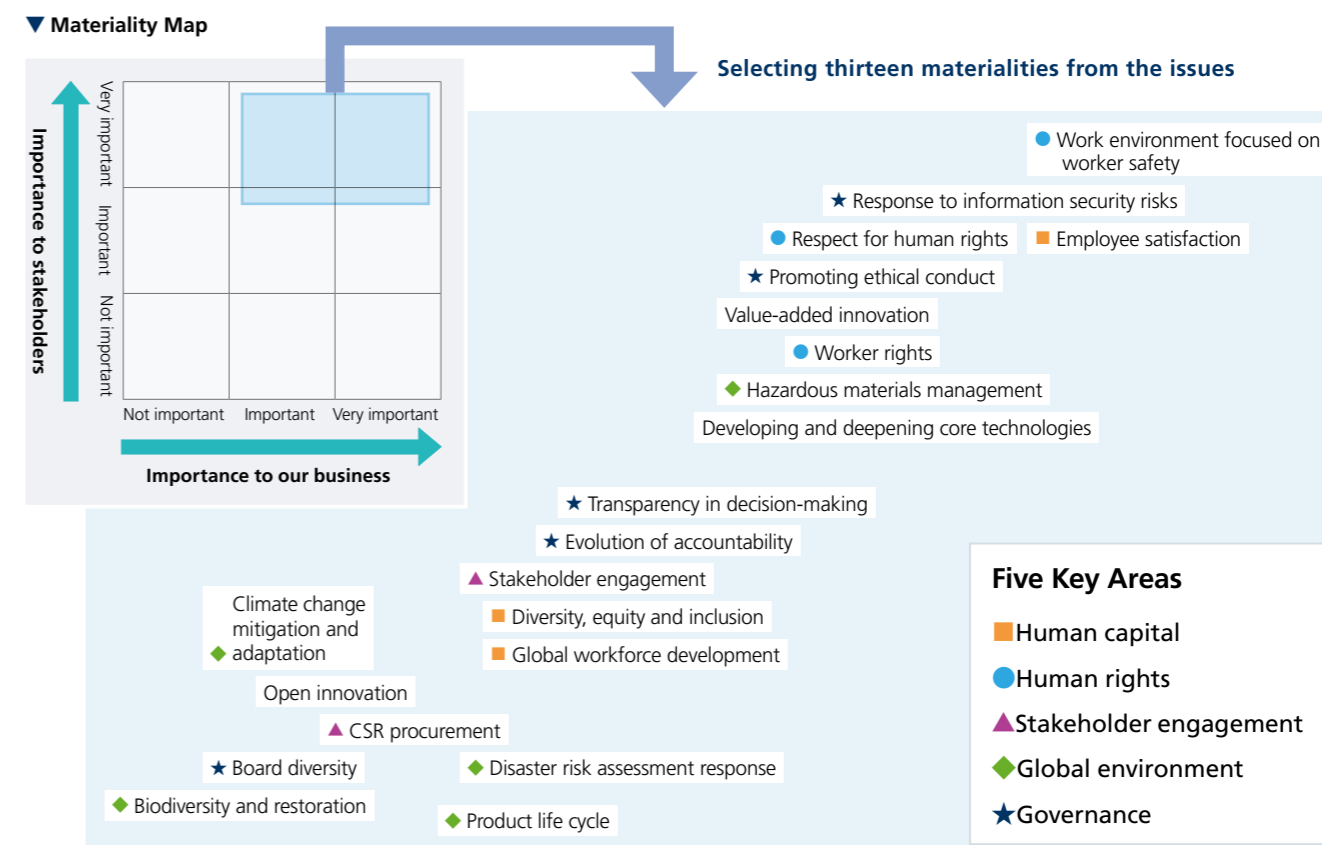 ▼ Materiality Map
Importance to stakeholders
Very important
Important
Not important
Not important
Important
Very important
Importance to our business
Selecting thirteen materialities from the issues
● Work environment focused on
worker safety
★ Response to information security risks
● Respect for human rights
■ Employee satisfaction
★ Promoting ethical conduct
Value-added innovation
● Worker rights
◆ Hazardous materials management
Developing and deepening core technologies
★ Transparency in decision-making
★ Evolution of accountability
▲ Stakeholder engagement
■ Diversity, equity and inclusion
■ Global workforce development
Climate change
mitigation and
◆ adaptation
Open innovation
▲ CSR procurement
★ Board diversity
◆ Disaster risk assessment response
◆ Biodiversity and restoration
◆ Product life cycle
Five Key Areas
■Human capital
●Human rights
▲Stakeholder engagement
◆Global environment
★Governance